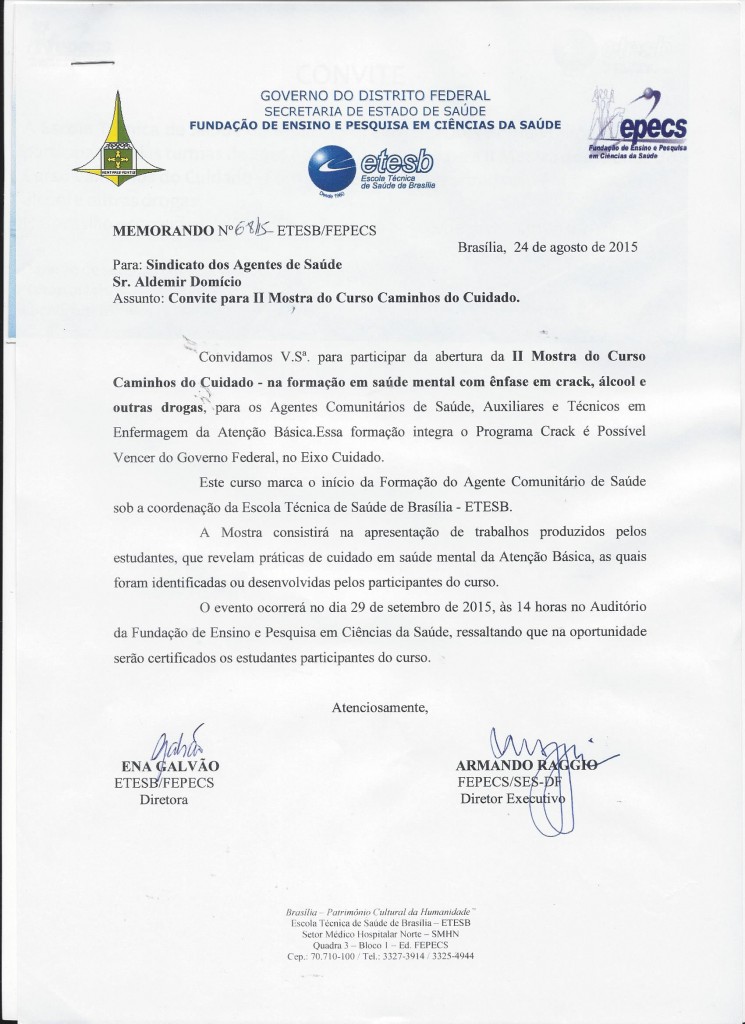 GOVERNO DO DISTRITO FEDERAL
SECRETARIA DE ESTADO DE SAÚDE
FUNDAÇÃO DE ENSINO E PESQUISA EM CIÊNCIAS DA SAÚDE
etesb
Escola Técnica
de Saúde de Brasília
Desde 1960
epecs
Fundação de Ensino e Pesquisa
em Ciências da Saúde
MEMORANDO Nº 68/15- ETESB/FEPECS
Brasília, 24 de agosto de 2015
Para: Sindicato dos Agentes de Saúde
Sr. Aldemir Domício
Assunto: Convite para II Mostra do Curso Caminhos do Cuidado.
Convidamos V.Sª. para participar da abertura da II Mostra do Curso
Caminhos do Cuidado - na formação em saúde mental com ênfase em crack, álcool e
outras drogas, para os Agentes Comunitários de Saúde, Auxiliares e Técnicos em
Enfermagem da Atenção Básica.Essa formação integra o Programa Crack é Possível
Vencer do Governo Federal, no Eixo Cuidado.
Este curso marca o início da Formação do Agente Comunitário de Saúde
sob a coordenação da Escola Técnica de Saúde de Brasília - ETESB.
A Mostra consistirá na apresentação de trabalhos produzidos pelos
estudantes, que revelam práticas de cuidado em saúde mental da Atenção Básica, as quais
foram identificadas ou desenvolvidas pelos participantes do curso.
O evento ocorrerá no dia 29 de setembro de 2015, às 14 horas no Auditório
da Fundação de Ensino e Pesquisa em Ciências da Saúde, ressaltando que na oportunidade
serão certificados os estudantes participantes do curso.
Atenciosamente,
Galvão
ENA GALVÃO
ETESB/FEPECS
Diretora
ARMANDO RAGGIO
FEPECS/SES-DF
Diretor Executivo
Brasília – Patrimônio Cultural da Humanidade"
Escola Técnica de Saúde de Brasília – ETESB
Setor Médico Hospitalar Norte – SMHN
Quadra 3 – Bloco 1 – Ed. FEPECS
Cep.: 70.710-100 / Tel.: 3327-3914 / 3325-4944